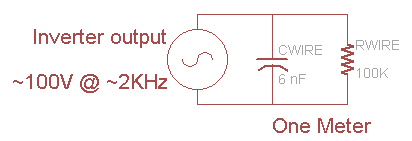 Inverter output
~100V @ ~2KHz
CWIRE
6 nF
RWIRE
100K
One Meter